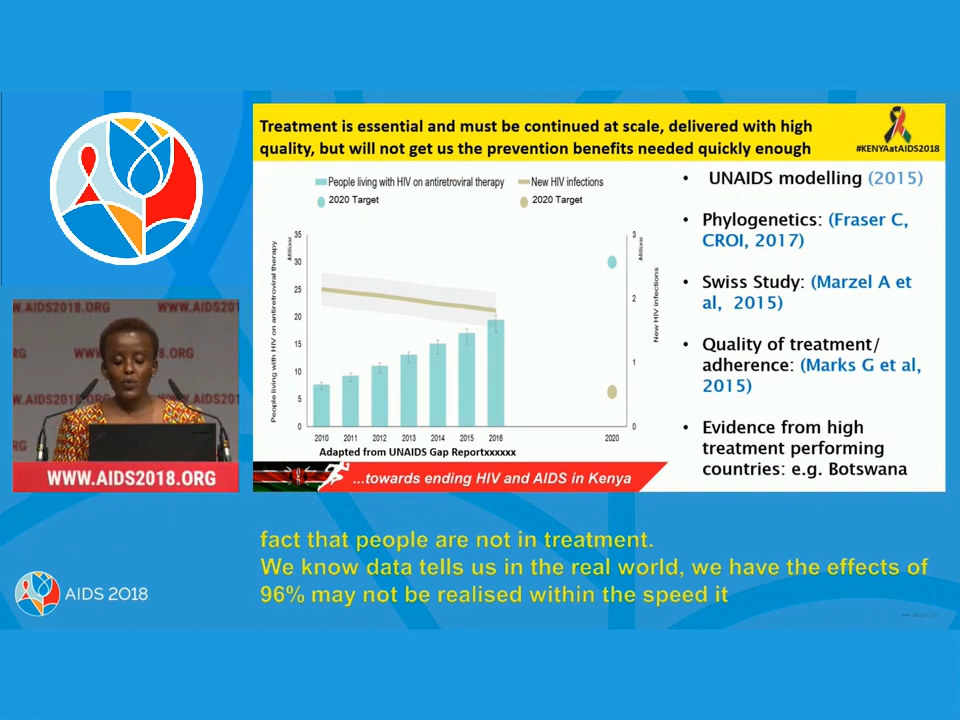 Treatment is essential and must be continued at scale, delivered with high
quality, but will not get us the prevention benefits needed quickly enough
#KENYAatAIDS2018
People living with HIV on antiretroviral therapy
New HIV infections
2020 Target
2020 Target
People living with HIV on antiretroviral therapy
Millions
35
30
25
20
15
10
5
0
2010
2011
2012
2013
2014
2015
2016
2020
3
2
1
0
Millions
New HIV infections
Adapted from UNAIDS Gap Reportxxxxxx
...towards ending HIV and AIDS in Kenya
• UNAIDS modelling (2015)
• Phylogenetics: (Fraser C,
CROI, 2017)
• Swiss Study: (Marzel A et
al, 2015)
• Quality of treatment/
adherence: (Marks G et al,
2015)
• Evidence from high
treatment performing
countries: e.g. Botswana
W.AIDS2018.ORG
WWW.AIDS201
RG
WWW.
8.ORG
W.AIDS201
IDS2018.ORG
RG
WWW.AIDS2018.ORG
fact that people are not in treatment.
We know data tells us in the real world, we have the effects of
96% may not be realised within the speed it
AIDS 2018